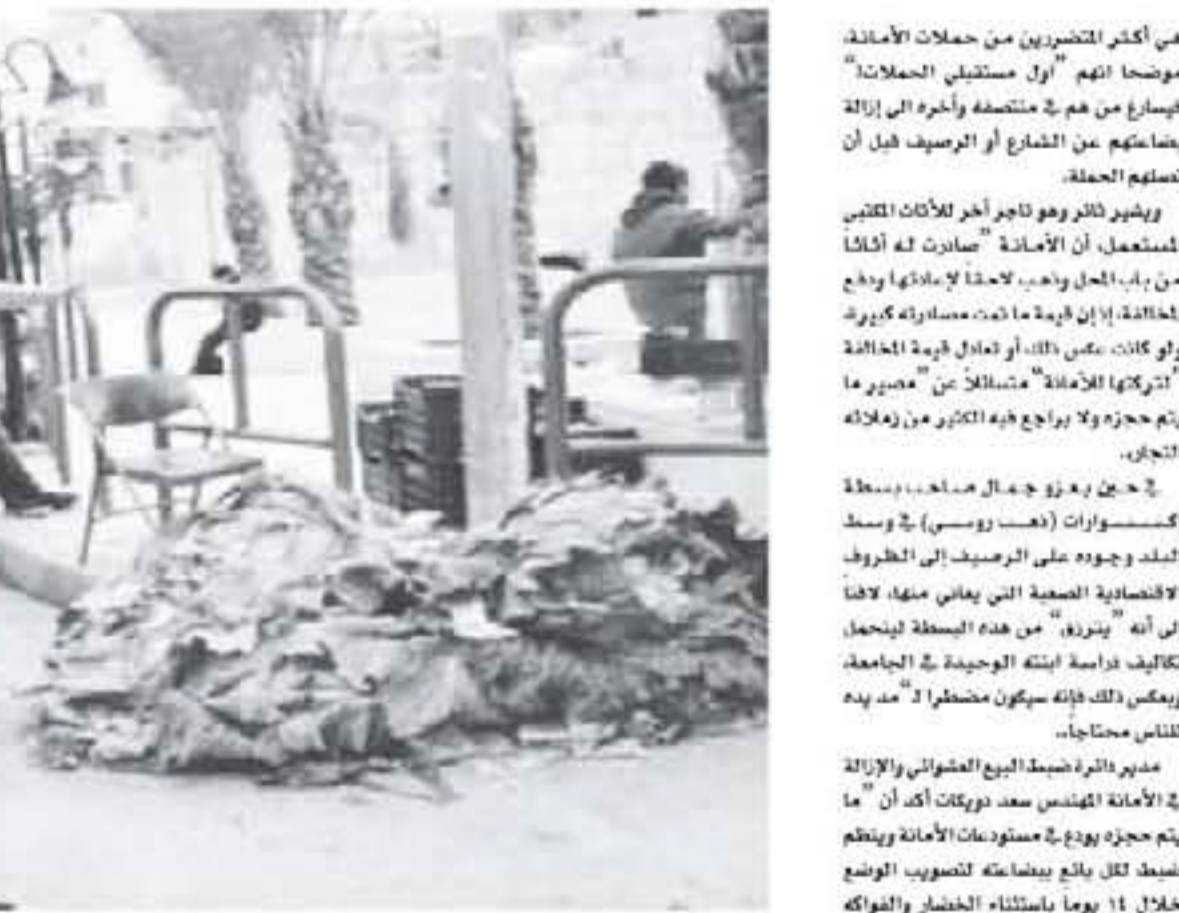 هي أكثر المتضررين من حملات الأمانة،
موضحا انهم "اول مستقبلي الحملات"
فيسارع من هم في منتصفه وأخره الى إزالة
بضاعتهم عن الشارع أو الرصيف قبل أن
تصلهم الحملة.
ويشير ثائر وهو تاجر آخر للأثاث المكتبي
المستعمل، أن الأمانة "صادرت له أثاثا
من باب المحل وذهب لاحقاً لإعادتها ودفع
المخالفة، إذ إن قيمة ما تمت مصادرته كبيرة،
ولو كانت عكس ذلك أو تعادل قيمة المخالفة
"لتركتها للأمانة" متسائلاً عن "مصير ما
يتم حجزه ولا يراجع فيه الكثير من زملائه
التجار..
في حين يعزو جمال صاحب بسطة
اكسسوارات (ذهب روسي) في وسط
البلد وجوده على الرصيف إلى الظروف
الاقتصادية الصعبة التي يعاني منها، لافتاً
الى أنه "يترزق" من هذه البسطة ليتحمل
تكاليف دراسة ابنته الوحيدة في الجامعة،
وبعكس ذلك فإنه سيكون مضطرا لـ"مد يده
للناس محتاجاً..
مدير دائرة ضبط البيع العشوائي والإزالة
في الأمانة المهندس سعد دويكات أكد أن "ما
يتم حجزه يودع في مستودعات الأمانة وينظم
ضبط لكل بائع ببضاعته لتصويب الوضع
خلال ١٤ يوماً باستثناء الخضار والفواكه